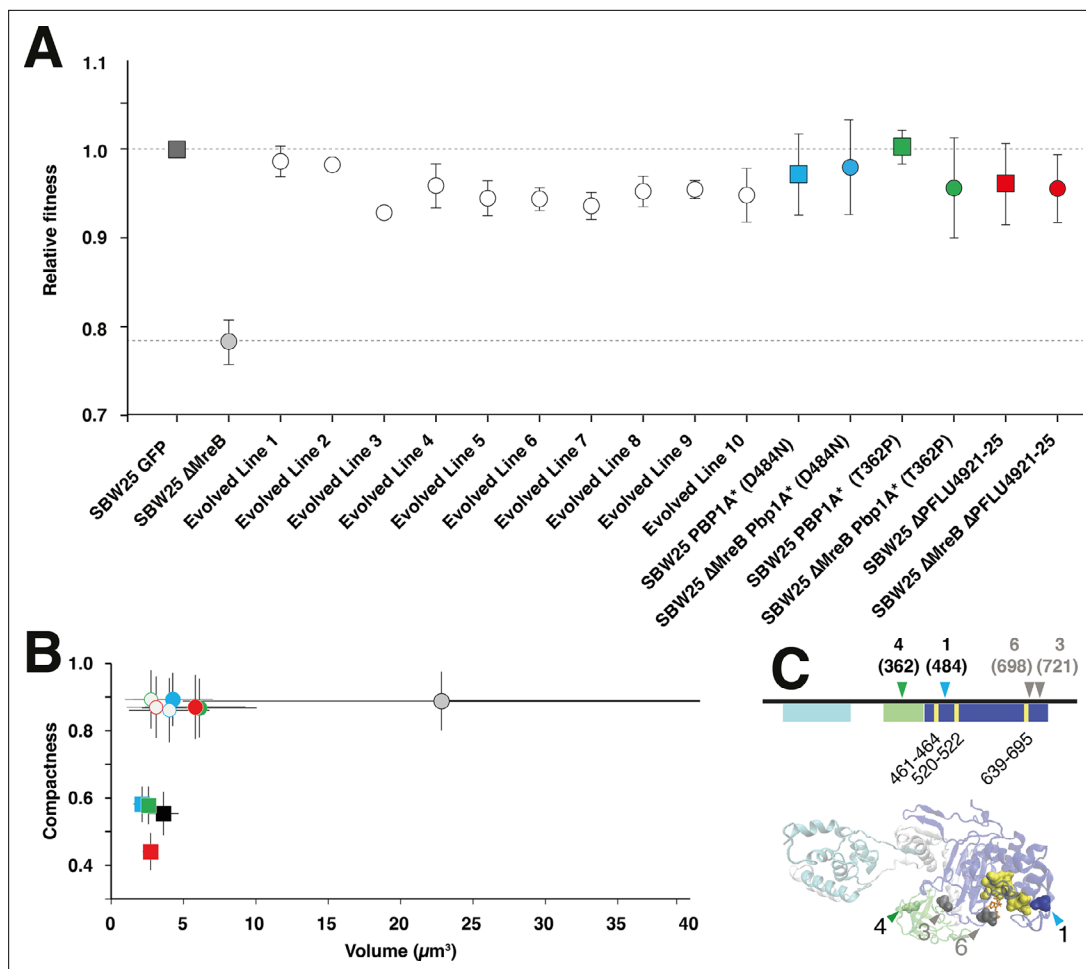 A
1.1
1.0
0.9
0.8
0.7
Relative fitness
SBW25 GFP
SBW25 ΔMreB
Evolved Line 1
Evolved Line 2
Evolved Line 3
Evolved Line 4
Evolved Line 5
Evolved Line 6
Evolved Line 7
Evolved Line 8
Evolved Line 9
Evolved Line 10
SBW25 PBP1A* (D484N)
SBW25 ΔMreB Pbp1A* (D484N)
SBW25 PBP1A* (T362P)
SBW25 ΔMreB Pbp1A* (T362P)
SBW25 ΔPFLU4921-25
SBW25 ΔMreB ΔPFLU4921-25
B
1.0
0.8
0.6
0.4
Compactness
0 5 10 15 20 25 30 35 40
Volume (μm³)
C
4 1 6 3
(362) (484) (698) (721)
461-464
520-522
639-695
4 3 6 1